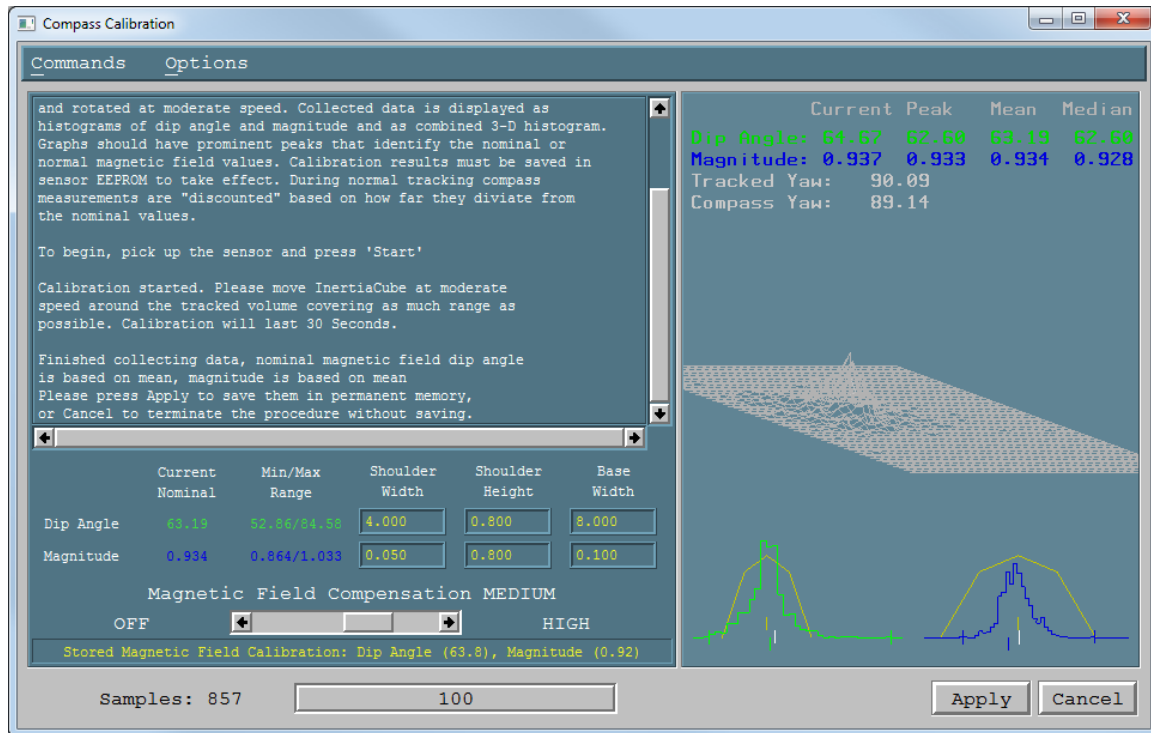 Compass Calibration
Commands Options
and rotated at moderate speed. Collected data is displayed as
histograms of dip angle and magnitude and as combined 3-D histogram.
Graphs should have prominent peaks that identify the nominal or
normal magnetic field values. Calibration results must be saved in
sensor EEPROM to take effect. During normal tracking compass
measurements are "discounted" based on how far they diviate from
the nominal values.
To begin, pick up the sensor and press 'Start'
Calibration started. Please move InertiaCube at moderate
speed around the tracked volume covering as much range as
possible. Calibration will last 30 Seconds.
Finished collecting data, nominal magnetic field dip angle
is based on mean, magnitude is based on mean
Please press Apply to save them in permanent memory,
or Cancel to terminate the procedure without saving.
Current Min/Max Shoulder Shoulder Base
Nominal Range Width Height Width
Dip Angle 63.19 52.86/84.58 4.000 0.800 8.000
Magnitude 0.934 0.864/1.033 0.050 0.800 0.100
Magnetic Field Compensation MEDIUM
OFF HIGH
Stored Magnetic Field Calibration: Dip Angle (63.8), Magnitude (0.92)
Current Peak Mean Median
Dip Angle: 64.67 62.60 63.19 62.60
Magnitude: 0.937 0.933 0.934 0.928
Tracked Yaw: 90.09
Compass Yaw: 89.14
Samples: 857 100 Apply Cancel